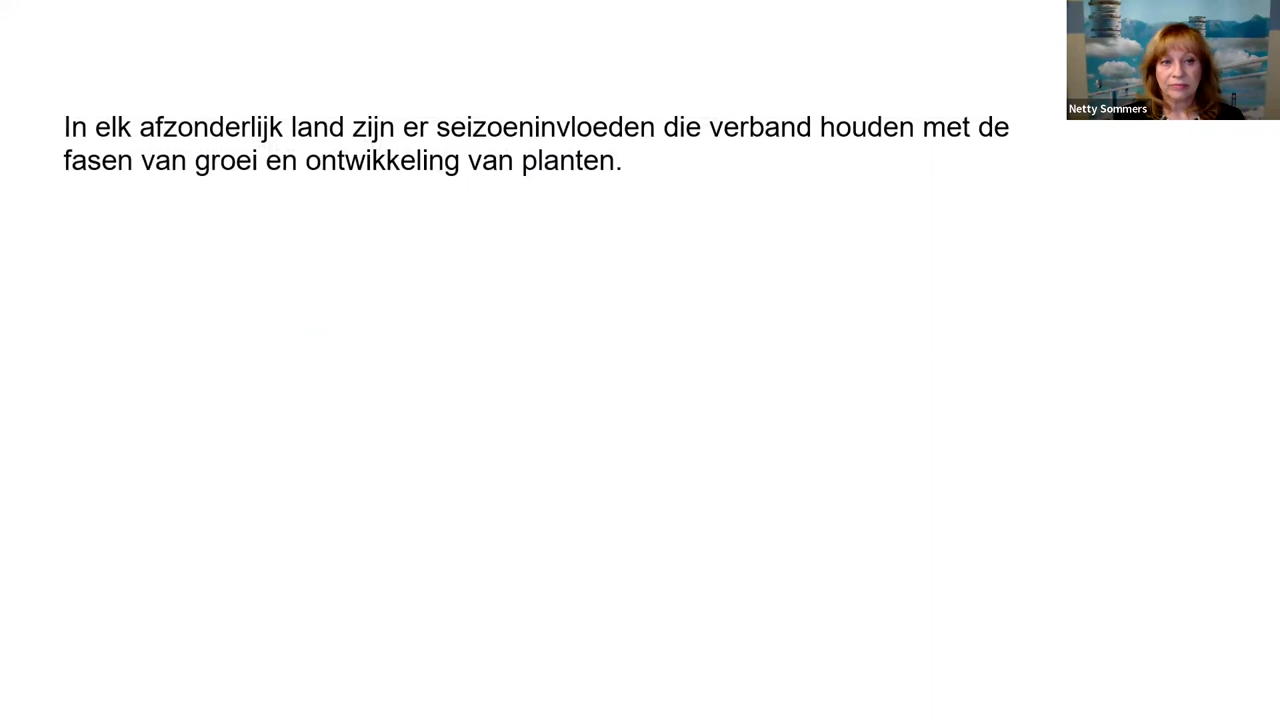 In elk afzonderlijk land zijn er seizoeninvloeden die verband houden met de
fasen van groei en ontwikkeling van planten.
Netty Sommers